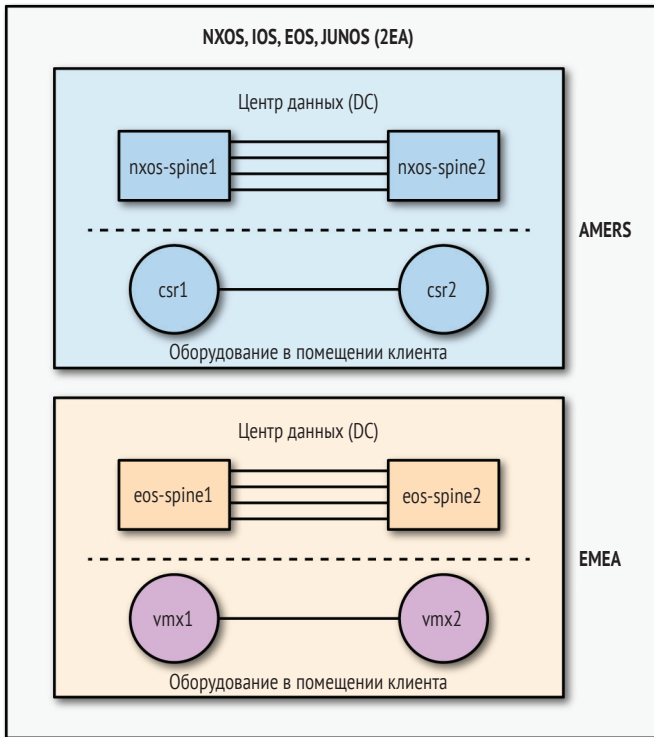 NXOS, IOS, EOS, JUNOS (2EA)
Центр данных (DC)
nxos-spine1
nxos-spine2
AMERS
csr1
csr2
Оборудование в помещении клиента
Центр данных (DC)
eos-spine1
eos-spine2
EMEA
vmx1
vmx2
Оборудование в помещении клиента